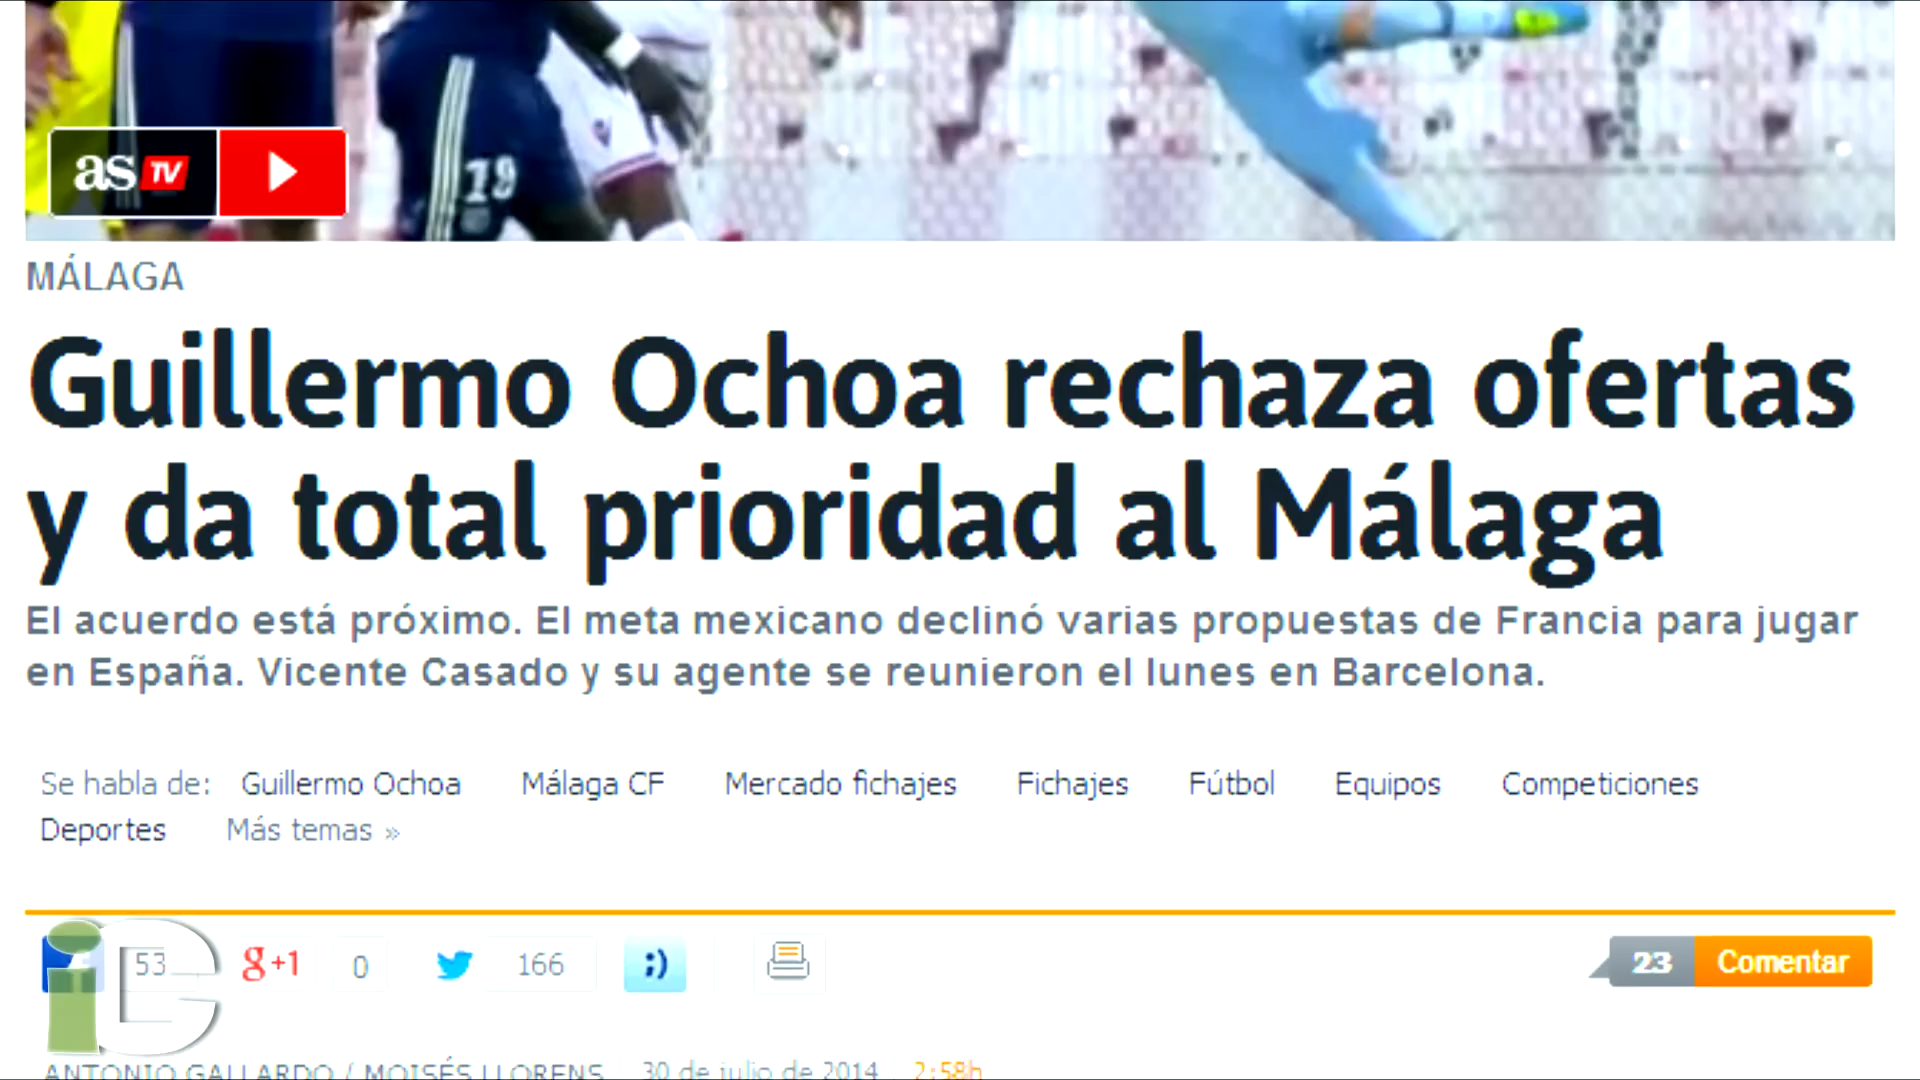 as TV
19
MÁLAGA
Guillermo Ochoa rechaza ofertas
y da total prioridad al Málaga
El acuerdo está próximo. El meta mexicano declinó varias propuestas de Francia para jugar
en España. Vicente Casado y su agente se reunieron el lunes en Barcelona.
Se habla de: Guillermo Ochoa Málaga CF Mercado fichajes Fichajes Fútbol Equipos Competiciones
Deportes Más temas »
53 g+1 0 166 ;) 23 Comentar
iC
ANTONIO GALLARDO / MOISÉS LLORENS 30 de julio de 2014 2:58h